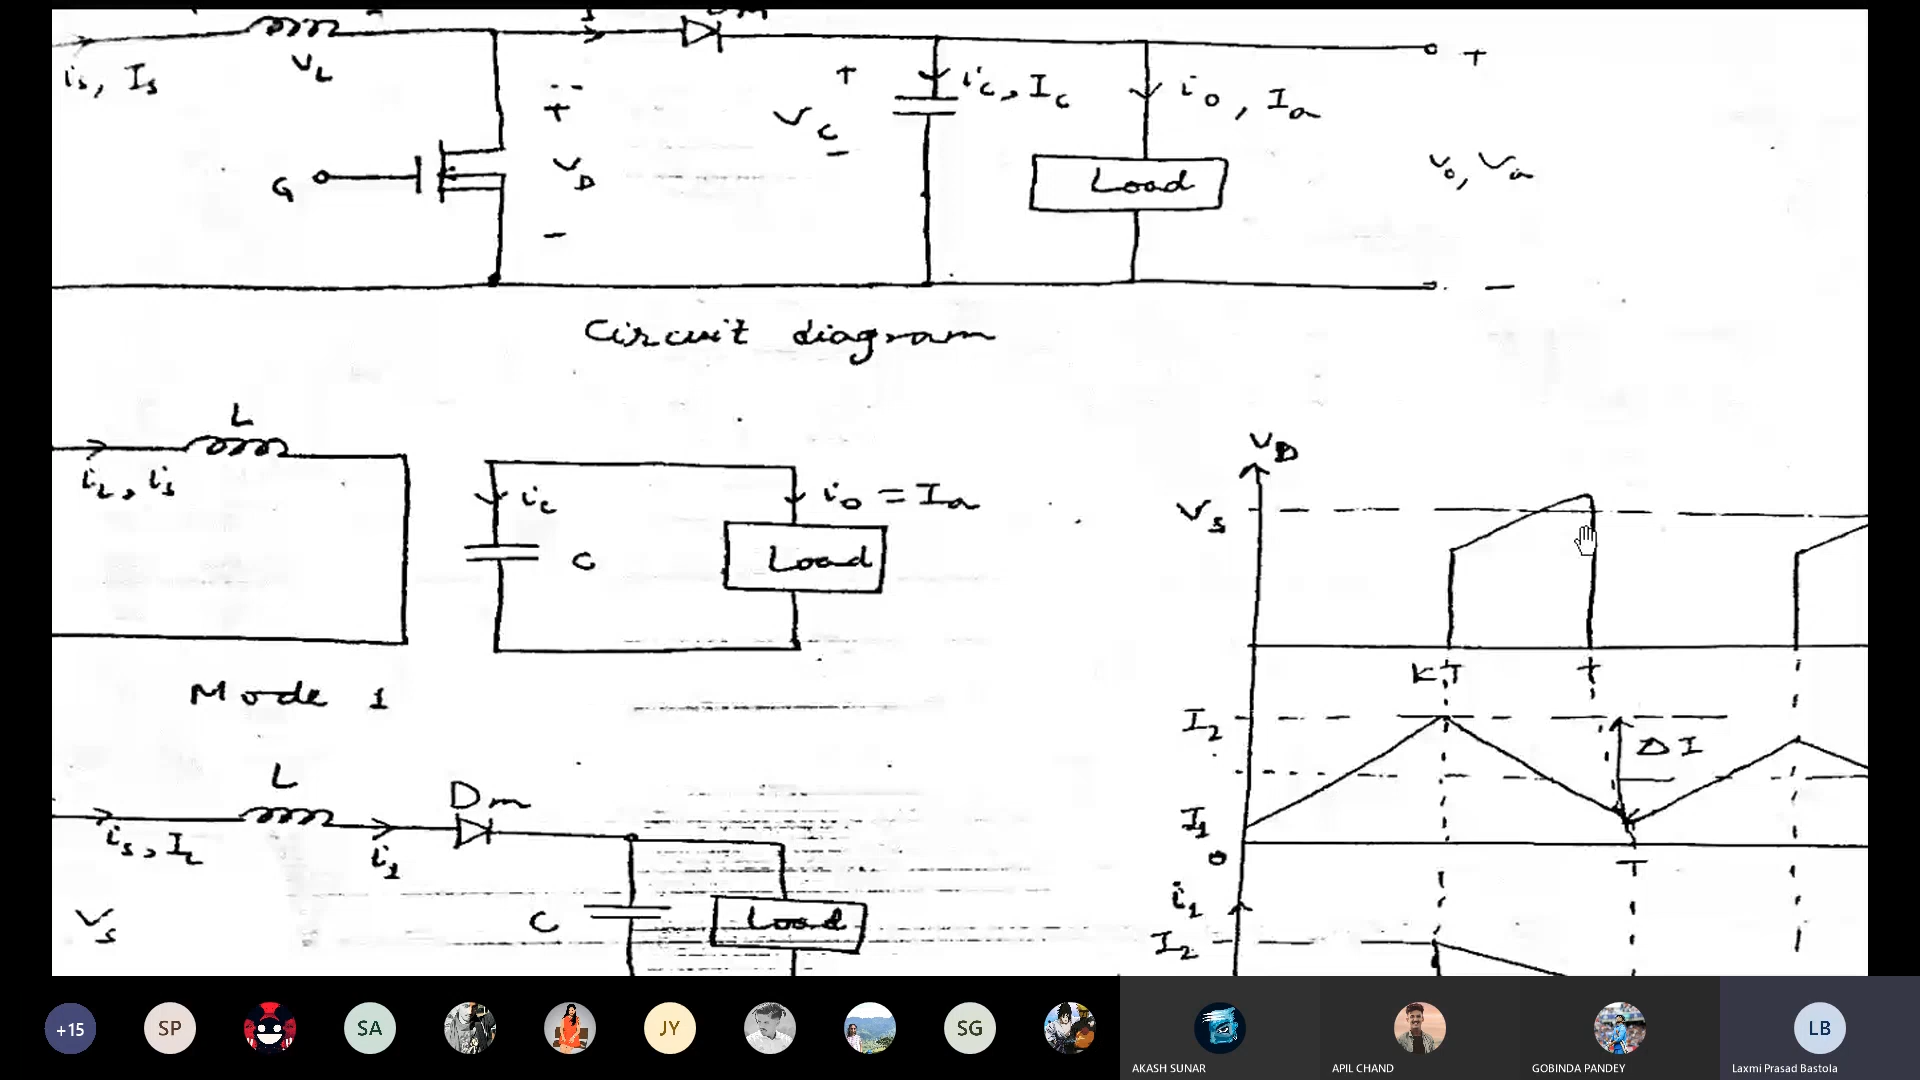 is, Is
VL
+
VD
-
G
+
Vc
-
ic, Ic
io, Ia
Load
+
vo, Va
-
Circuit diagram
L
iL, is
ic
C
io = Ia
Load
Mode 1
L
Dm
is, IL
i1
Vs
C
Load
vD
Vs
KT
t
I2
ΔI
I1
0
T
i1
I2
+15
SP
SA
JY
SG
AKASH SUNAR
APIL CHAND
GOBINDA PANDEY
LB
Laxmi Prasad Bastola